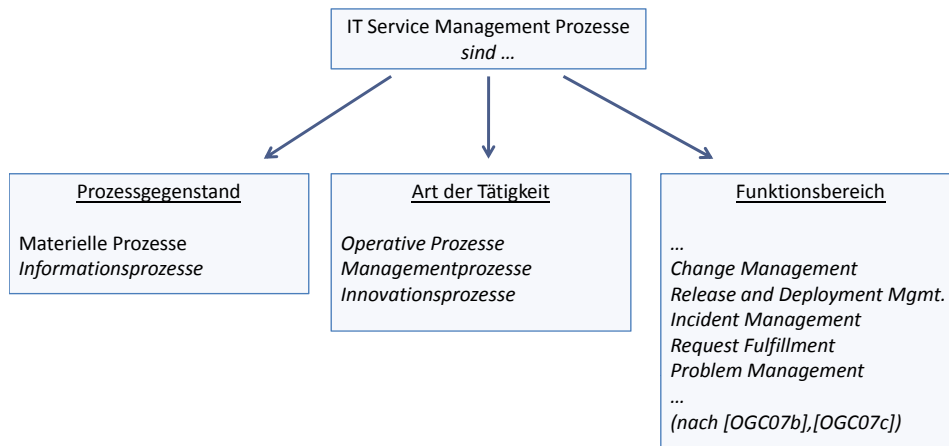 IT Service Management Prozesse
sind ...
Prozessgegenstand
Materielle Prozesse
Informationsprozesse
Art der Tätigkeit
Operative Prozesse
Managementprozesse
Innovationsprozesse
Funktionsbereich
...
Change Management
Release and Deployment Mgmt.
Incident Management
Request Fulfillment
Problem Management
...
(nach [OGC07b],[OGC07c])